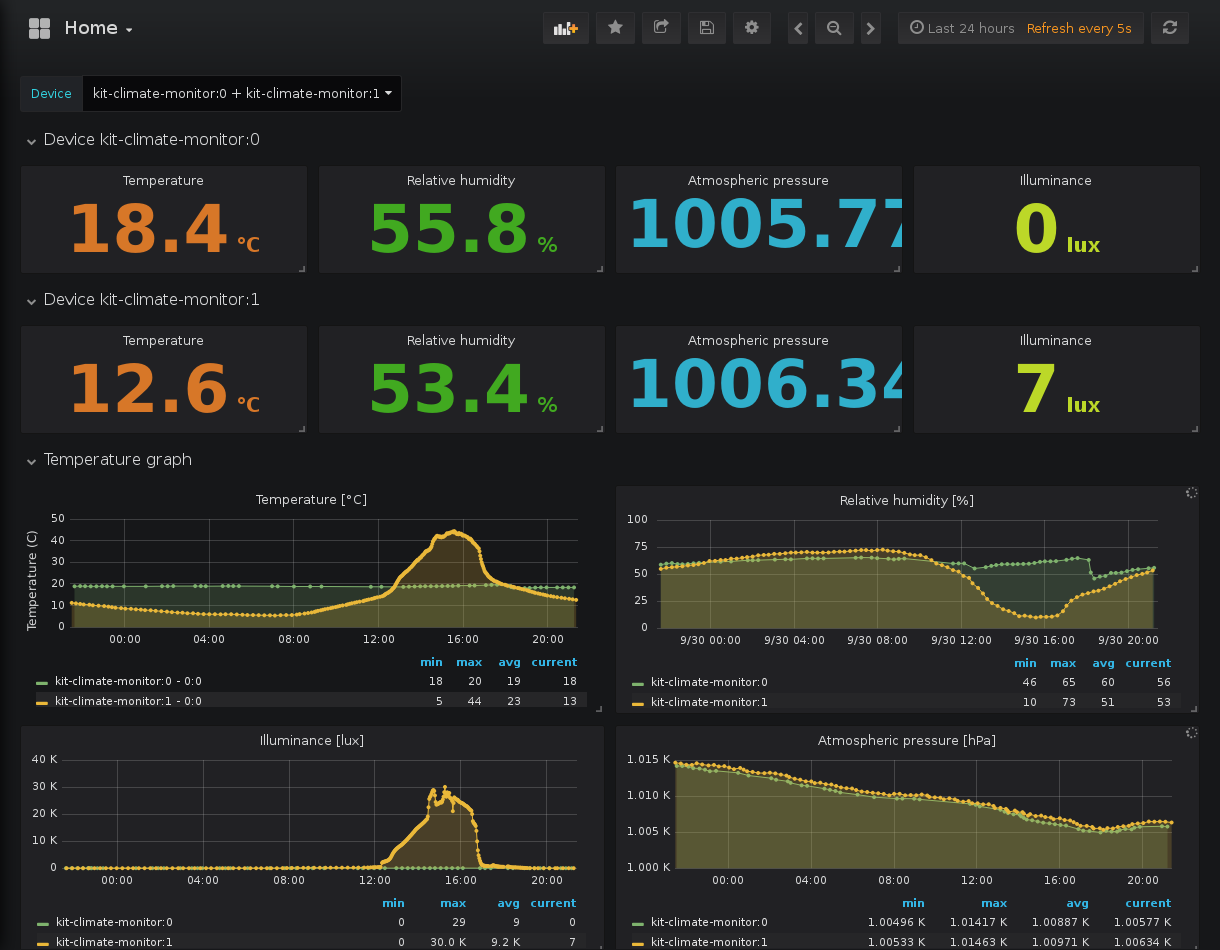 Home
Last 24 hours Refresh every 5s
Device kit-climate-monitor:0 + kit-climate-monitor:1
Device kit-climate-monitor:0
Temperature Relative humidity Atmospheric pressure Illuminance
18.4 °C 55.8 % 1005.77 0 lux
Device kit-climate-monitor:1
Temperature Relative humidity Atmospheric pressure Illuminance
12.6 °C 53.4 % 1006.34 7 lux
Temperature graph
Temperature [°C]
Temperature (C)
50
40
30
20
10
0
00:00 04:00 08:00 12:00 16:00 20:00
min max avg current
kit-climate-monitor:0 - 0:0 18 20 19 18
kit-climate-monitor:1 - 0:0 5 44 23 13
Relative humidity [%]
100
75
50
25
0
9/30 00:00 9/30 04:00 9/30 08:00 9/30 12:00 9/30 16:00 9/30 20:00
min max avg current
kit-climate-monitor:0 46 65 60 56
kit-climate-monitor:1 10 73 51 53
Illuminance [lux]
40 K
30 K
20 K
10 K
0
00:00 04:00 08:00 12:00 16:00 20:00
min max avg current
kit-climate-monitor:0 0 29 9 0
kit-climate-monitor:1 0 30.0 K 9.2 K 7
Atmospheric pressure [hPa]
1.015 K
1.010 K
1.005 K
1.000 K
00:00 04:00 08:00 12:00 16:00 20:00
min max avg current
kit-climate-monitor:0 1.00496 K 1.01417 K 1.00887 K 1.00577 K
kit-climate-monitor:1 1.00533 K 1.01463 K 1.00971 K 1.00634 K